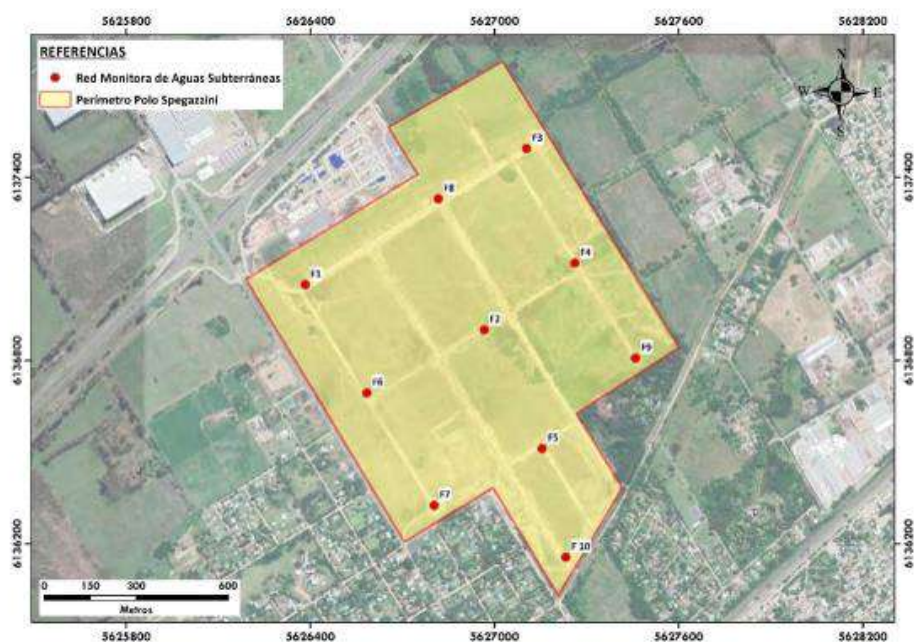 5625800 5626400 5627000 5627600 5628200
REFERENCIAS
Red Monitora de Aguas Subterráneas
Perímetro Polo Spegazzini
N
W E
S
6137400
6136800
6136200
F3
F8
F4
F1
F2
F9
F6
F5
F7
F 10
0 150 300 600
Metros
6137400
6136800
6136200
5625800 5626400 5627000 5627600 5628200